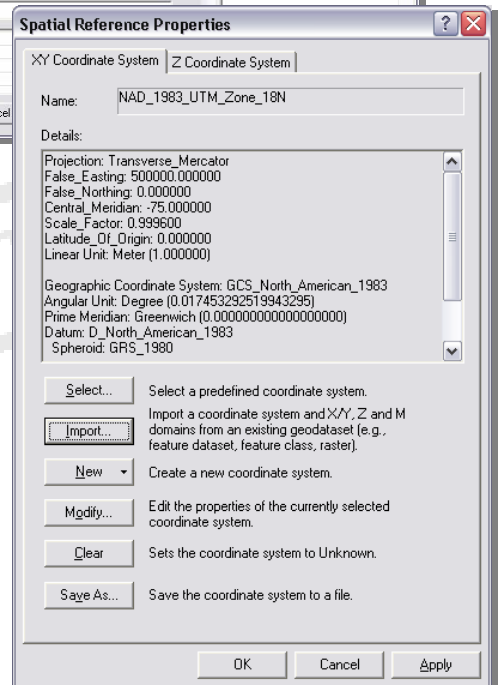 Spatial Reference Properties
XY Coordinate System
Z Coordinate System
cel
Name:
NAD_1983_UTM_Zone_18N
Details:
Projection: Transverse_Mercator
False_Easting: 500000.000000
False_Northing: 0.000000
Central_Meridian: -75.000000
Scale_Factor: 0.999600
Latitude_Of_Origin: 0.000000
Linear Unit: Meter (1.000000)
Geographic Coordinate System: GCS_North_American_1983
Angular Unit: Degree (0.017453292519943295)
Prime Meridian: Greenwich (0.000000000000000000)
Datum: D_North_American_1983
Spheroid: GRS_1980
Select...
Select a predefined coordinate system.
Import...
Import a coordinate system and X/Y, Z and M
domains from an existing geodataset (e.g.,
feature dataset, feature class, raster).
New
Create a new coordinate system.
Modify...
Edit the properties of the currently selected
coordinate system.
Clear
Sets the coordinate system to Unknown.
Save As...
Save the coordinate system to a file.
OK
Cancel
Apply